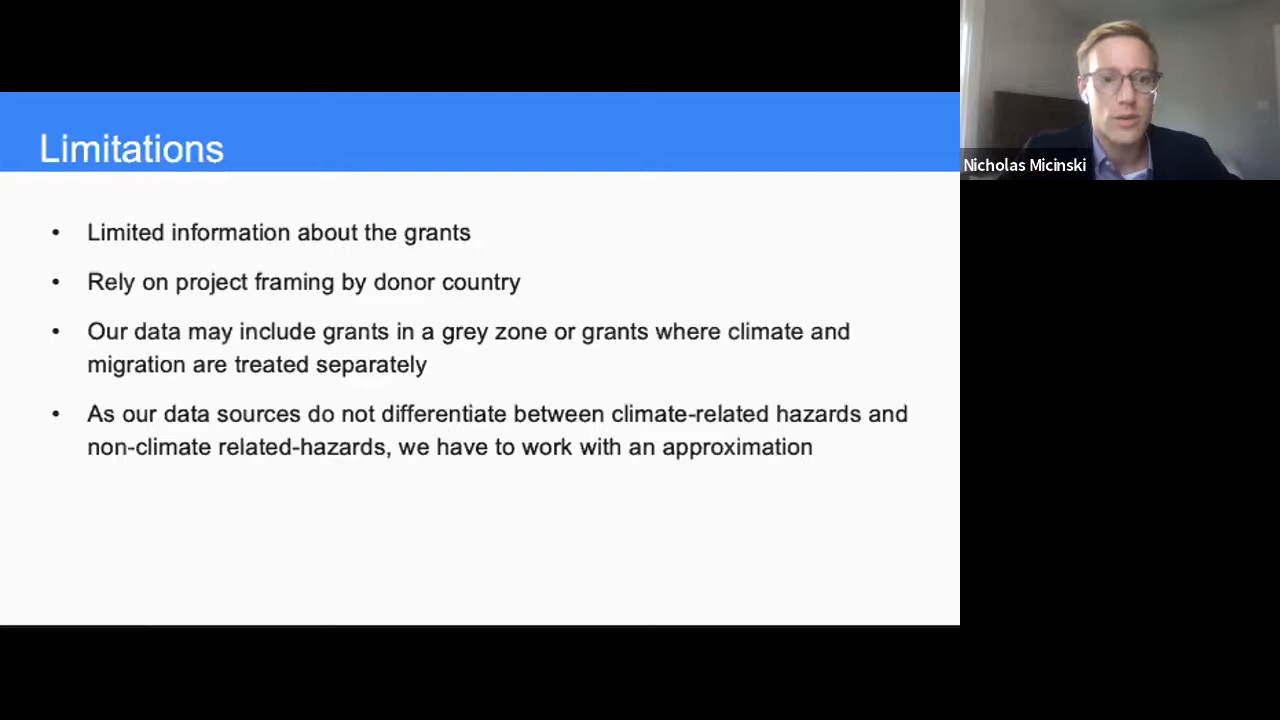 Limitations
Nicholas Micinski
• Limited information about the grants
• Rely on project framing by donor country
• Our data may include grants in a grey zone or grants where climate and
migration are treated separately
• As our data sources do not differentiate between climate-related hazards and
non-climate related-hazards, we have to work with an approximation